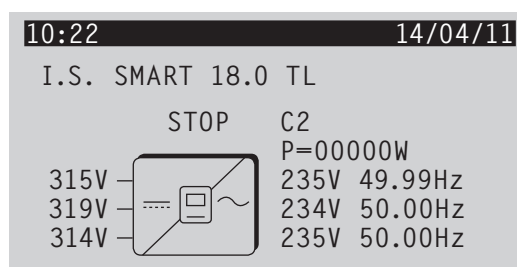 10:22 14/04/11
I.S. SMART 18.0 TL
STOP C2
P=00000W
315V 235V 49.99Hz
319V 234V 50.00Hz
314V 235V 50.00Hz